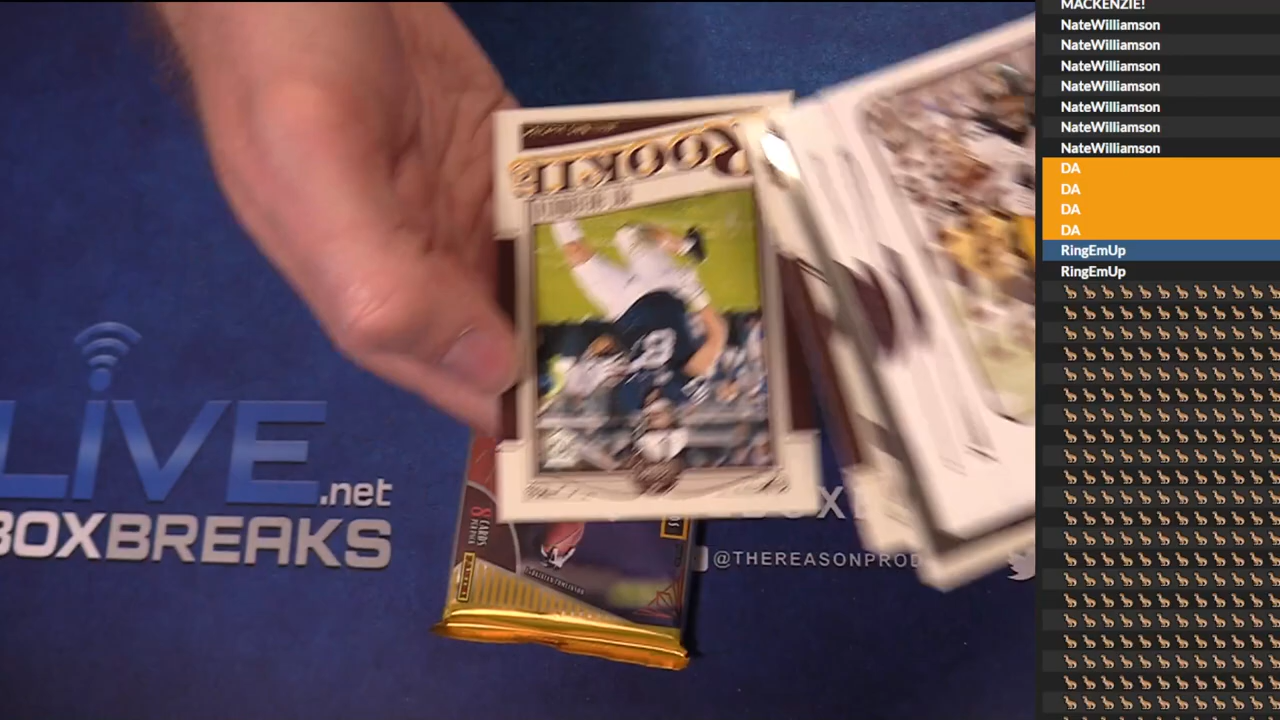 MACKENZIE!
NateWilliamson
NateWilliamson
NateWilliamson
NateWilliamson
NateWilliamson
NateWilliamson
NateWilliamson
DA
DA
DA
DA
RingEmUp
RingEmUp
ROOKIE
8
LIVE
.net
BOXBREAKS
8 CARDS
@THEREASONPROD